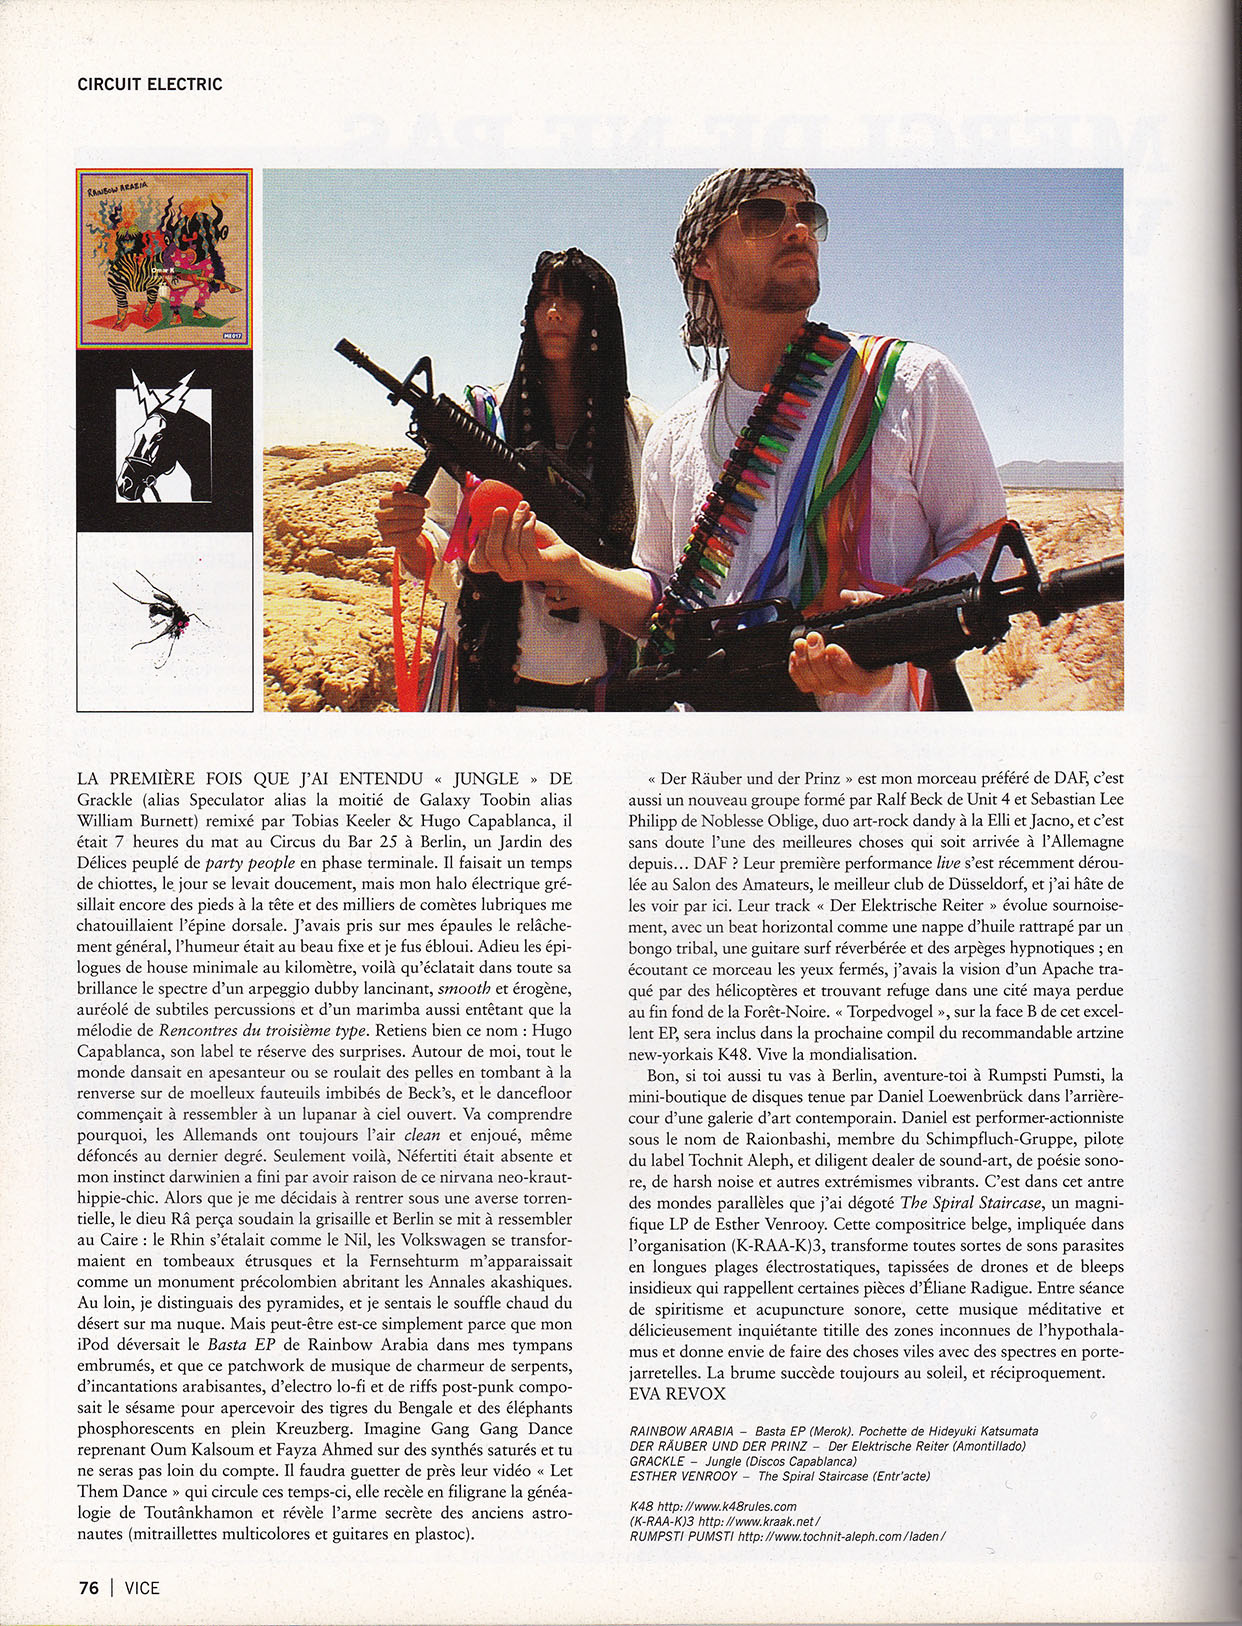 CIRCUIT ELECTRIC
RAINBOW ARABIA
Omar K
ME017
LA PREMIÈRE FOIS QUE J'AI ENTENDU « JUNGLE » DE
Grackle (alias Speculator alias la moitié de Galaxy Toobin alias
William Burnett) remixé par Tobias Keeler & Hugo Capablanca, il
était 7 heures du mat au Circus du Bar 25 à Berlin, un Jardin des
Délices peuplé de party people en phase terminale. Il faisait un temps
de chiottes, le jour se levait doucement, mais mon halo électrique gré-
sillait encore des pieds à la tête et des milliers de comètes lubriques me
chatouillaient l'épine dorsale. J'avais pris sur mes épaules le relâche-
ment général, l'humeur était au beau fixe et je fus ébloui. Adieu les épi-
logues de house minimale au kilomètre, voilà qu'éclatait dans toute sa
brillance le spectre d'un arpeggio dubby lancinant, smooth et érogène,
auréolé de subtiles percussions et d'un marimba aussi entêtant que la
mélodie de Rencontres du troisième type. Retiens bien ce nom : Hugo
Capablanca, son label te réserve des surprises. Autour de moi, tout le
monde dansait en apesanteur ou se roulait des pelles en tombant à la
renverse sur de moelleux fauteuils imbibés de Beck's, et le dancefloor
commençait à ressembler à un lupanar à ciel ouvert. Va comprendre
pourquoi, les Allemands ont toujours l'air clean et enjoué, même
défoncés au dernier degré. Seulement voilà, Néfertiti était absente et
mon instinct darwinien a fini par avoir raison de ce nirvana neo-kraut-
hippie-chic. Alors que je me décidais à rentrer sous une averse torren-
tielle, le dieu Râ perça soudain la grisaille et Berlin se mit à ressembler
au Caire : le Rhin s'étalait comme le Nil, les Volkswagen se transfor-
maient en tombeaux étrusques et la Fernsehturm m'apparaissait
comme un monument précolombien abritant les Annales akashiques.
Au loin, je distinguais des pyramides, et je sentais le souffle chaud du
désert sur ma nuque. Mais peut-être est-ce simplement parce que mon
iPod déversait le Basta EP de Rainbow Arabia dans mes tympans
embrumés, et que ce patchwork de musique de charmeur de serpents,
d'incantations arabisantes, d'electro lo-fi et de riffs post-punk compo-
sait le sésame pour apercevoir des tigres du Bengale et des éléphants
phosphorescents en plein Kreuzberg. Imagine Gang Gang Dance
reprenant Oum Kalsoum et Fayza Ahmed sur des synthés saturés et tu
ne seras pas loin du compte. Il faudra guetter de près leur vidéo « Let
Them Dance » qui circule ces temps-ci, elle recèle en filigrane la généa-
logie de Toutânkhamon et révèle l'arme secrète des anciens astro-
nautes (mitraillettes multicolores et guitares en plastoc).
« Der Räuber und der Prinz » est mon morceau préféré de DAF, c'est
aussi un nouveau groupe formé par Ralf Beck de Unit 4 et Sebastian Lee
Philipp de Noblesse Oblige, duo art-rock dandy à la Elli et Jacno, et c'est
sans doute l'une des meilleures choses qui soit arrivée à l'Allemagne
depuis... DAF ? Leur première performance live s'est récemment dérou-
lée au Salon des Amateurs, le meilleur club de Düsseldorf, et j'ai hâte de
les voir par ici. Leur track « Der Elektrische Reiter » évolue sournoise-
ment, avec un beat horizontal comme une nappe d'huile rattrapé par un
bongo tribal, une guitare surf réverbérée et des arpèges hypnotiques ; en
écoutant ce morceau les yeux fermés, j'avais la vision d'un Apache tra-
qué par des hélicoptères et trouvant refuge dans une cité maya perdue
au fin fond de la Forêt-Noire. « Torpedvogel », sur la face B de cet excel-
lent EP, sera inclus dans la prochaine compil du recommandable artzine
new-yorkais K48. Vive la mondialisation.
Bon, si toi aussi tu vas à Berlin, aventure-toi à Rumpsti Pumsti, la
mini-boutique de disques tenue par Daniel Loewenbrück dans l'arrière-
cour d'une galerie d'art contemporain. Daniel est performer-actionniste
sous le nom de Raionbashi, membre du Schimpfluch-Gruppe, pilote
du label Tochnit Aleph, et diligent dealer de sound-art, de poésie sono-
re, de harsh noise et autres extrémismes vibrants. C'est dans cet antre
des mondes parallèles que j'ai dégoté The Spiral Staircase, un magni-
fique LP de Esther Venrooy. Cette compositrice belge, impliquée dans
l'organisation (K-RAA-K)3, transforme toutes sortes de sons parasites
en longues plages électrostatiques, tapissées de drones et de bleeps
insidieux qui rappellent certaines pièces d'Éliane Radigue. Entre séance
de spiritisme et acupuncture sonore, cette musique méditative et
délicieusement inquiétante titille des zones inconnues de l'hypothala-
mus et donne envie de faire des choses viles avec des spectres en porte-
jarretelles. La brume succède toujours au soleil, et réciproquement.
EVA REVOX
RAINBOW ARABIA – Basta EP (Merok). Pochette de Hideyuki Katsumata
DER RÄUBER UND DER PRINZ – Der Elektrische Reiter (Amontillado)
GRACKLE – Jungle (Discos Capablanca)
ESTHER VENROOY – The Spiral Staircase (Entr'acte)
K48 http://www.k48rules.com
(K-RAA-K)3 http://www.kraak.net/
RUMPSTI PUMSTI http://www.tochnit-aleph.com/laden/
76 | VICE